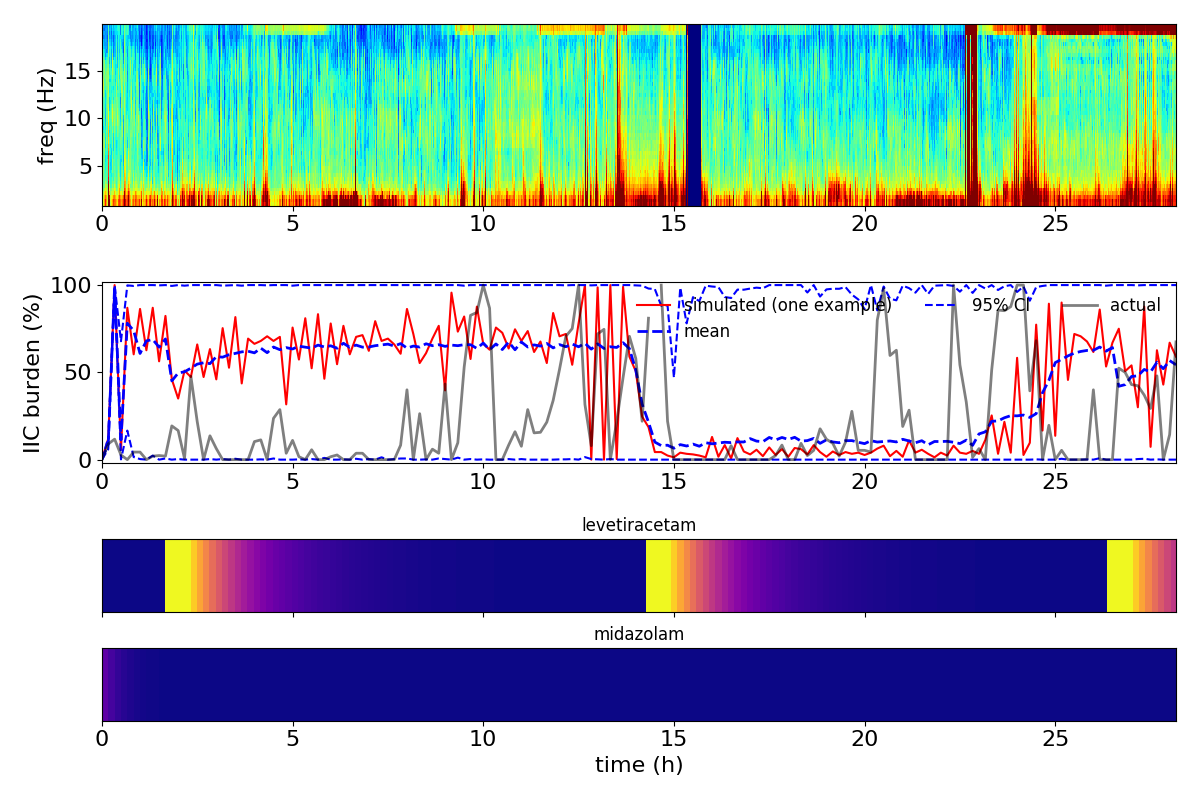 freq (Hz)
15
10
5
0 5 10 15 20 25
IIC burden (%)
100
50
0
simulated (one example)
mean
95% CI
actual
0 5 10 15 20 25
levetiracetam
midazolam
0 5 10 15 20 25
time (h)